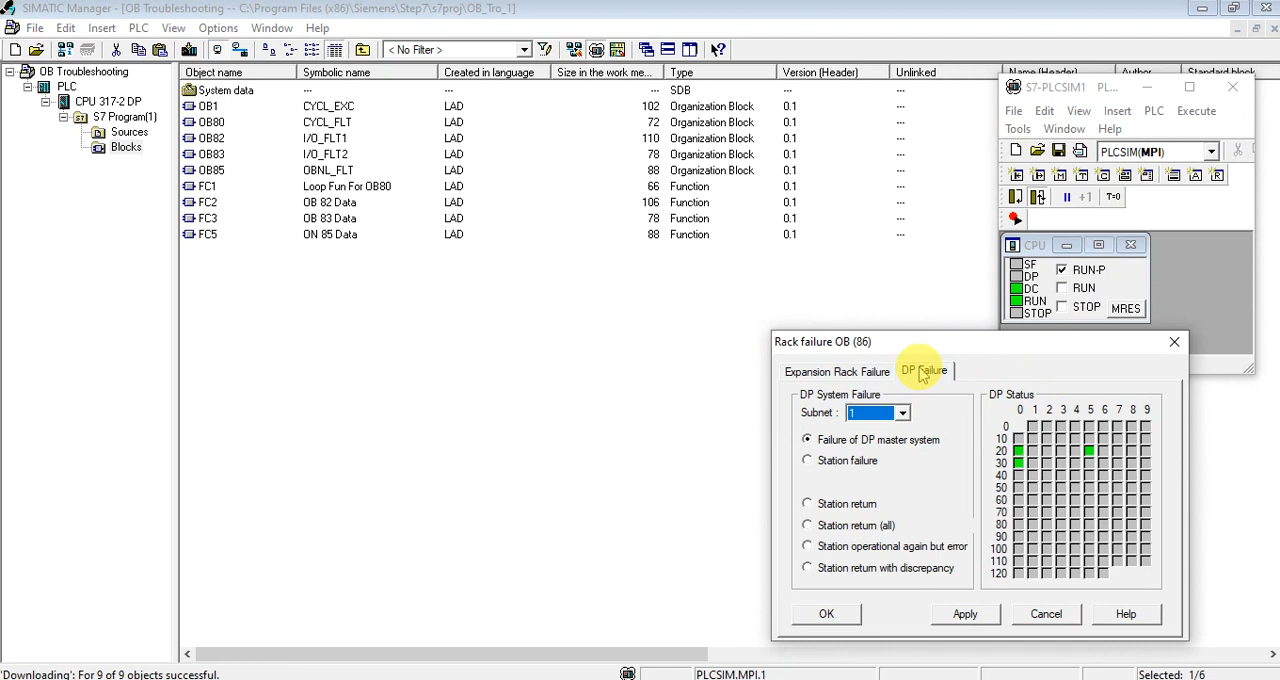 SIMATIC Manager - [OB Troubleshooting -- C:\Program Files (x86)\Siemens\Step7\s7proj\OB_Tro_1]
File Edit Insert PLC View Options Window Help
< No Filter >
OB Troubleshooting
PLC
CPU 317-2 DP
S7 Program(1)
Sources
Blocks
Object name Symbolic name Created in language Size in the work me... Type Version (Header) Unlinked Name (Header) Author Standard block
System data --- --- --- SDB --- ---
OB1 CYCL_EXC LAD 102 Organization Block 0.1 ---
OB80 CYCL_FLT LAD 72 Organization Block 0.1 ---
OB82 I/O_FLT1 LAD 110 Organization Block 0.1 ---
OB83 I/O_FLT2 LAD 78 Organization Block 0.1 ---
OB85 OBNL_FLT LAD 88 Organization Block 0.1 ---
FC1 Loop Fun For OB80 LAD 66 Function 0.1 ---
FC2 OB 82 Data LAD 106 Function 0.1 ---
FC3 OB 83 Data LAD 78 Function 0.1 ---
FC5 ON 85 Data LAD 88 Function 0.1 ---
S7-PLCSIM1 PL...
File Edit View Insert PLC Execute
Tools Window Help
PLCSIM(MPI)
+1 T=0
CPU
SF
DP
DC
RUN
STOP
RUN-P
RUN
STOP
MRES
Rack failure OB (86)
Expansion Rack Failure DP Failure
DP System Failure
Subnet : 1
Failure of DP master system
Station failure
Station return
Station return (all)
Station operational again but error
Station return with discrepancy
DP Status
0 1 2 3 4 5 6 7 8 9
0
10
20
30
40
50
60
70
80
90
100
110
120
OK Apply Cancel Help
'Downloading': For 9 of 9 objects successful. PLCSIM.MPI.1 Selected: 1/6